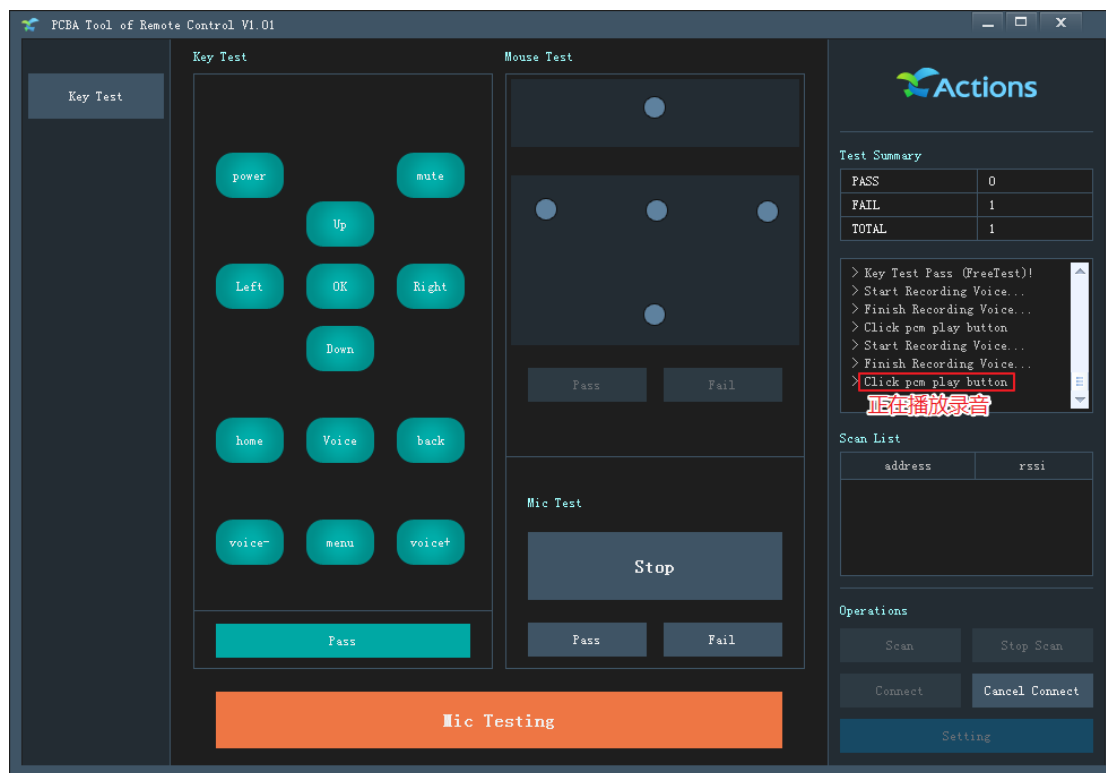 PCBA Tool of Remote Control V1.01
Key Test
Key Test
power
mute
Up
Left
OK
Right
Down
home
Voice
back
voice-
menu
voice+
Pass
Mouse Test
Pass
Fail
Mic Test
Stop
Pass
Fail
Mic Testing
Actions
Test Summary
PASS 0
FAIL 1
TOTAL 1
> Key Test Pass (FreeTest)!
> Start Recording Voice...
> Finish Recording Voice...
> Click pcm play button
> Start Recording Voice...
> Finish Recording Voice...
> Click pcm play button
正在播放录音
Scan List
address rssi
Operations
Scan
Stop Scan
Connect
Cancel Connect
Setting